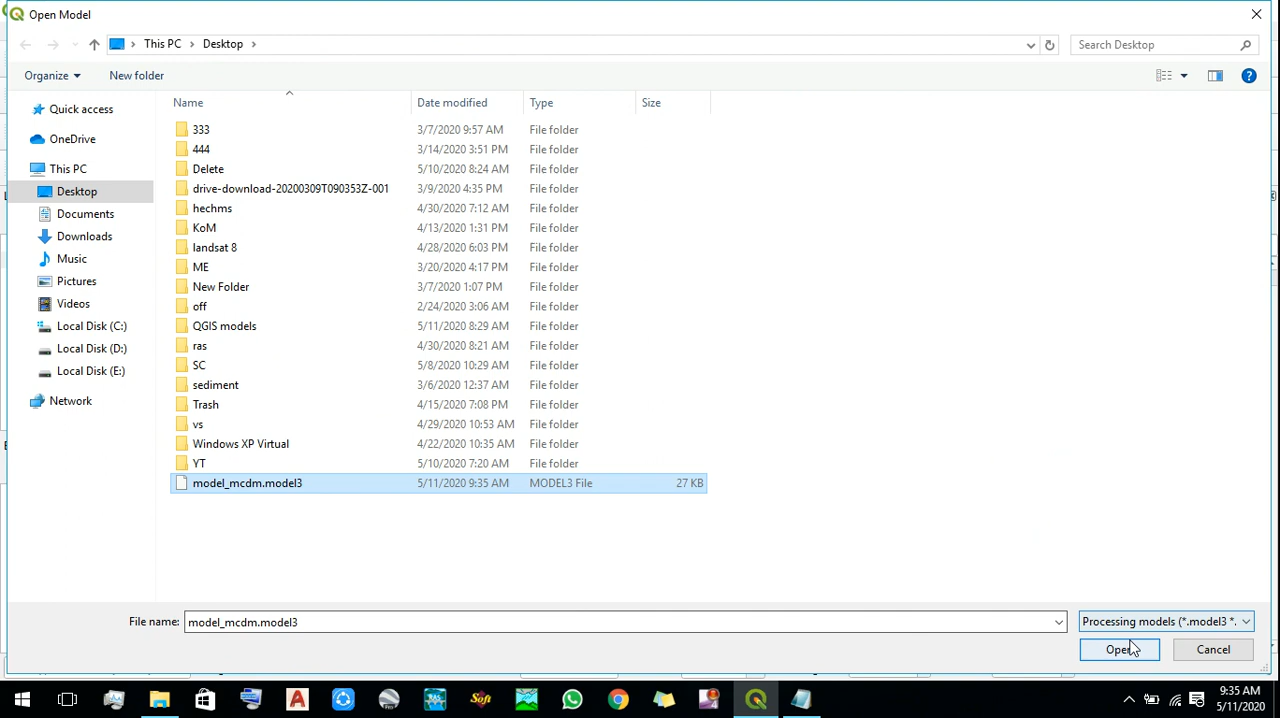 Open Model
This PC
Desktop
Search Desktop
Organize
New folder
Name
Date modified
Type
Size
Quick access
OneDrive
This PC
Desktop
Documents
Downloads
Music
Pictures
Videos
Local Disk (C:)
Local Disk (D:)
Local Disk (E:)
Network
333 3/7/2020 9:57 AM File folder
444 3/14/2020 3:51 PM File folder
Delete 5/10/2020 8:24 AM File folder
drive-download-20200309T090353Z-001 3/9/2020 4:35 PM File folder
hechms 4/30/2020 7:12 AM File folder
KoM 4/13/2020 1:31 PM File folder
landsat 8 4/28/2020 6:03 PM File folder
ME 3/20/2020 4:17 PM File folder
New Folder 3/7/2020 1:07 PM File folder
off 2/24/2020 3:06 AM File folder
QGIS models 5/11/2020 8:29 AM File folder
ras 4/30/2020 8:21 AM File folder
SC 5/8/2020 10:29 AM File folder
sediment 3/6/2020 12:37 AM File folder
Trash 4/15/2020 7:08 PM File folder
vs 4/29/2020 10:53 AM File folder
Windows XP Virtual 4/22/2020 10:35 AM File folder
YT 5/10/2020 7:20 AM File folder
model_mcdm.model3 5/11/2020 9:35 AM MODEL3 File 27 KB
File name: model_mcdm.model3
Processing models (*.model3 *.
Open
Cancel
Soft
9:35 AM
5/11/2020